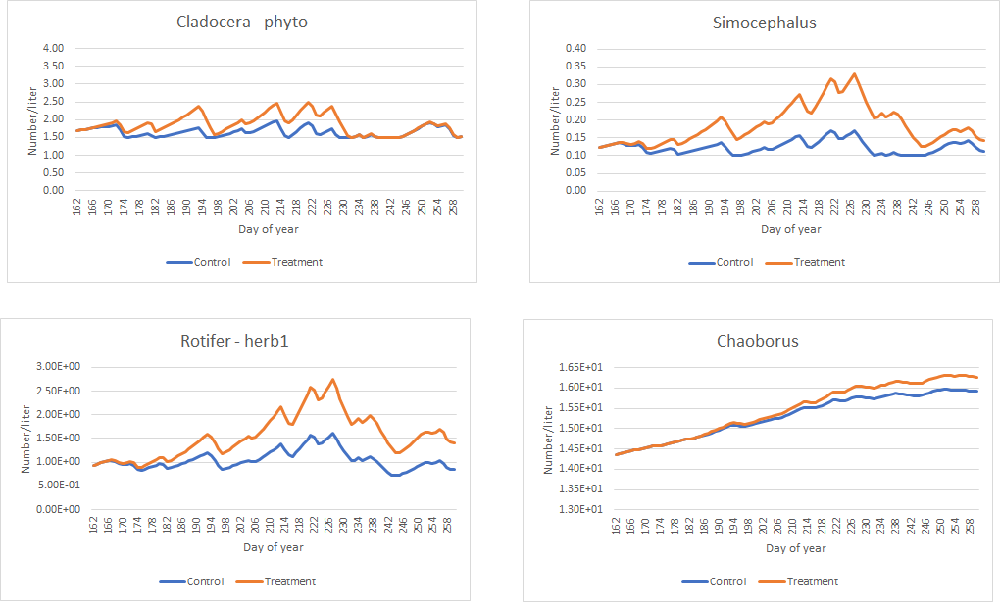 Cladocera - phyto
4.00
3.50
3.00
2.50
2.00
1.50
1.00
0.50
0.00
Number/liter
162 166 170 174 178 182 186 190 194 198 202 206 210 214 218 222 226 230 234 238 242 246 250 254 258
Day of year
Control Treatment
Simocephalus
0.40
0.35
0.30
0.25
0.20
0.15
0.10
0.05
0.00
Number/liter
162 166 170 174 178 182 186 190 194 198 202 206 210 214 218 222 226 230 234 238 242 246 250 254 258
Day of year
Control Treatment
Rotifer - herb1
3.00E+00
2.50E+00
2.00E+00
1.50E+00
1.00E+00
5.00E-01
0.00E+00
Number/liter
162 166 170 174 178 182 186 190 194 198 202 206 210 214 218 222 226 230 234 238 242 246 250 254 258
Day of year
Control Treatment
Chaoborus
1.65E+01
1.60E+01
1.55E+01
1.50E+01
1.45E+01
1.40E+01
1.35E+01
1.30E+01
Number/liter
162 166 170 174 178 182 186 190 194 198 202 206 210 214 218 222 226 230 234 238 242 246 250 254 258
Day of year
Control Treatment